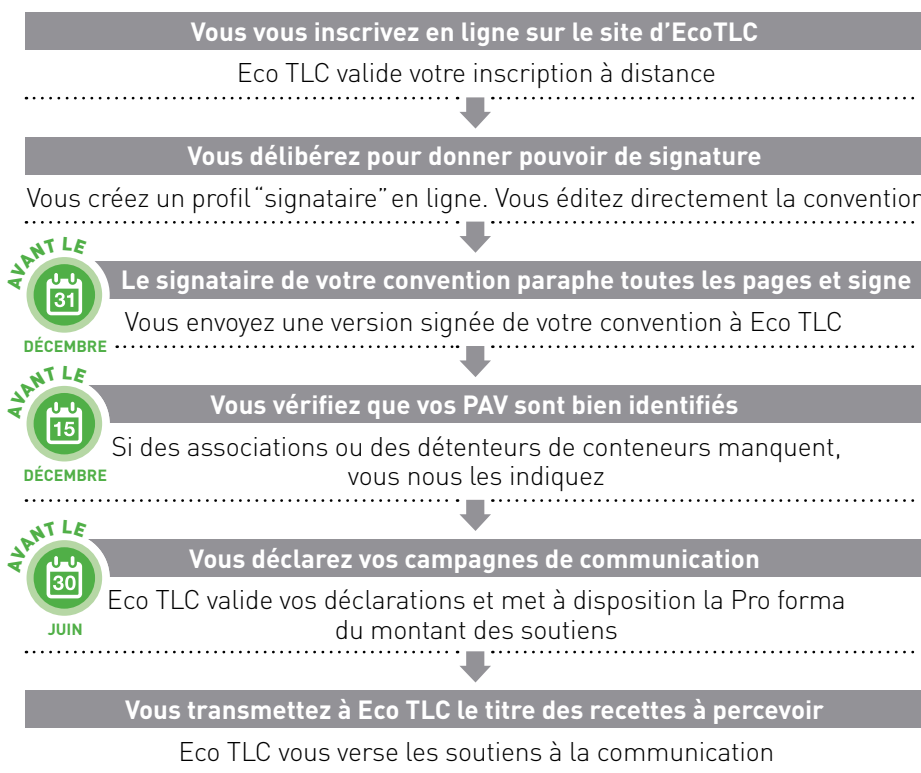 Vous vous inscrivez en ligne sur le site d’EcoTLC
Eco TLC valide votre inscription à distance
Vous délibérez pour donner pouvoir de signature
Vous créez un profil “signataire” en ligne. Vous éditez directement la convention
AVANT LE
31
DÉCEMBRE
Le signataire de votre convention paraphe toutes les pages et signe
Vous envoyez une version signée de votre convention à Eco TLC
AVANT LE
15
DÉCEMBRE
Vous vérifiez que vos PAV sont bien identifiés
Si des associations ou des détenteurs de conteneurs manquent,
vous nous les indiquez
AVANT LE
30
JUIN
Vous déclarez vos campagnes de communication
Eco TLC valide vos déclarations et met à disposition la Pro forma
du montant des soutiens
Vous transmettez à Eco TLC le titre des recettes à percevoir
Eco TLC vous verse les soutiens à la communication